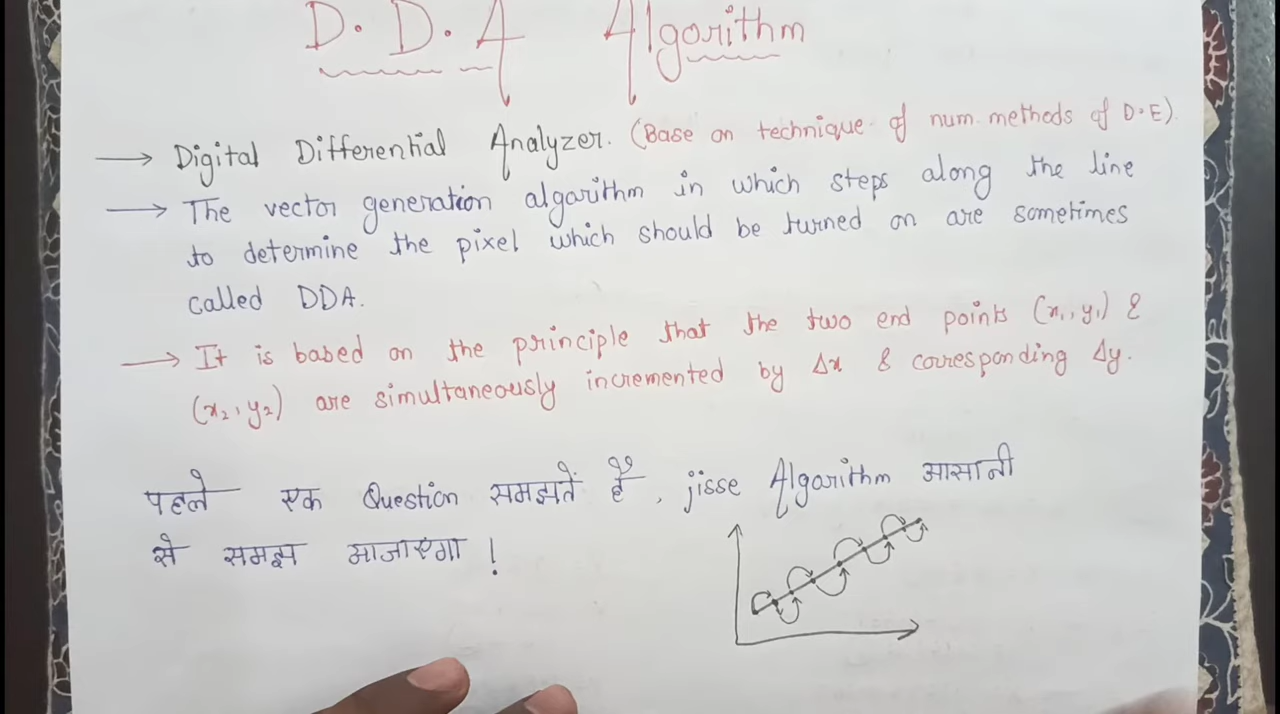 D.D.A Algorithm
→ Digital Differential Analyzer. (Base on technique of num. methods of D.E).
→ The vector generation algorithm in which steps along the line
to determine the pixel which should be turned on are sometimes
called DDA.
→ It is based on the principle that the two end points (x₁, y₁) &
(x₂, y₂) are simultaneously incremented by Δx & corresponding Δy.
पहले एक Question समझते हैं, jisse Algorithm आसानी
से समझ आजाएगा !